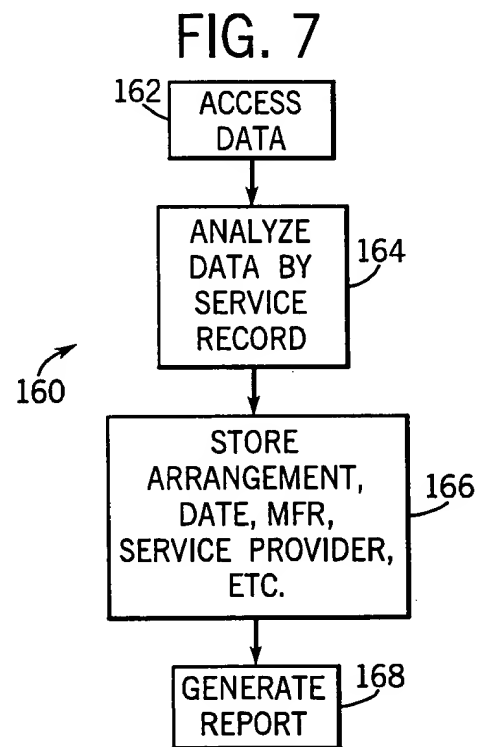 FIG. 7
162
ACCESS
DATA
ANALYZE
DATA BY
SERVICE
RECORD
164
160
STORE
ARRANGEMENT,
DATE, MFR,
SERVICE PROVIDER,
ETC.
166
GENERATE
REPORT
168